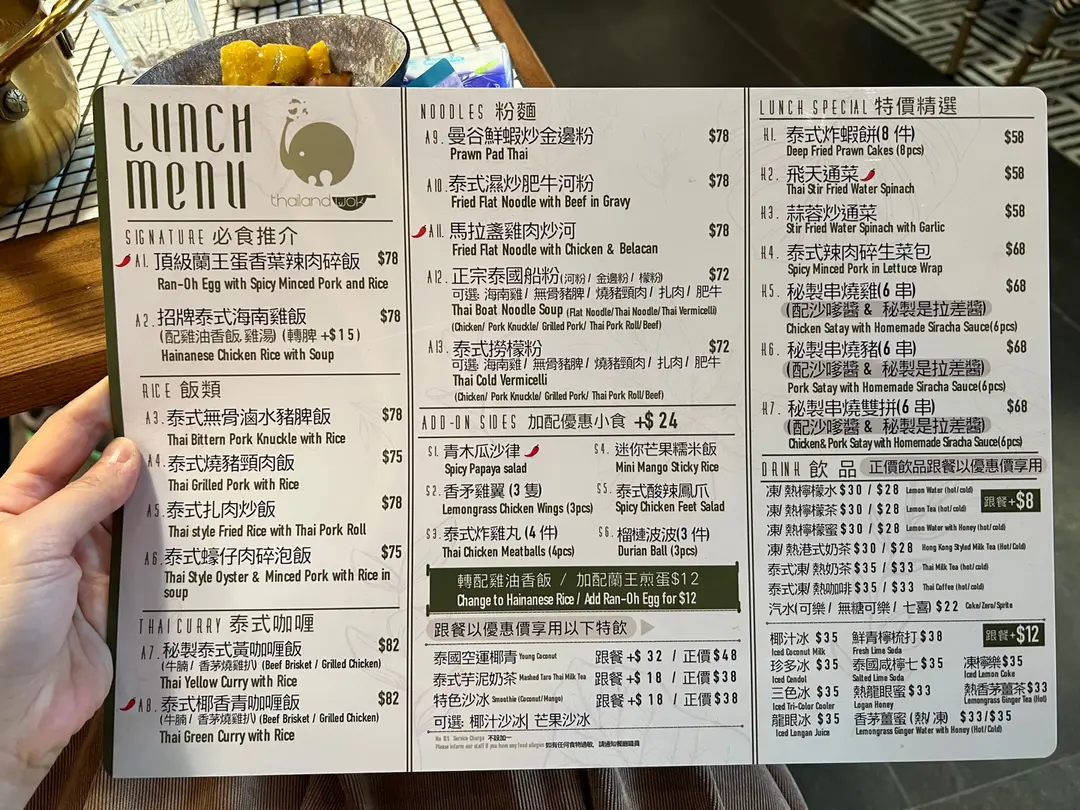 LUNCH
MENU
thailand wok
SIGNATURE 必食推介
A1. 頂級蘭王蛋香葉辣肉碎飯 $78
Ran-Oh Egg with Spicy Minced Pork and Rice
A2. 招牌泰式海南雞飯 $78
(配雞油香飯, 雞湯) (轉脾 +$15)
Hainanese Chicken Rice with Soup
RICE 飯類
A3. 泰式無骨滷水豬脾飯 $78
Thai Bittern Pork Knuckle with Rice
A4. 泰式燒豬頸肉飯 $75
Thai Grilled Pork with Rice
A5. 泰式扎肉炒飯 $78
Thai style Fried Rice with Thai Pork Roll
A6. 泰式蠔仔肉碎泡飯 $75
Thai Style Oyster & Minced Pork with Rice in
soup
THAI CURRY 泰式咖喱
A7. 秘製泰式黃咖喱飯 $82
(牛腩 / 香茅燒雞扒) (Beef Brisket / Grilled Chicken)
Thai Yellow Curry with Rice
A8. 泰式椰香青咖喱飯 $82
(牛腩 / 香茅燒雞扒) (Beef Brisket / Grilled Chicken)
Thai Green Curry with Rice
NOODLES 粉麵
A9. 曼谷鮮蝦炒金邊粉 $78
Prawn Pad Thai
A10. 泰式濕炒肥牛河粉 $78
Fried Flat Noodle with Beef in Gravy
A11. 馬拉盞雞肉炒河 $78
Fried Flat Noodle with Chicken & Belacan
A12. 正宗泰國船粉 (河粉 / 金邊粉 / 檬粉) $72
可選: 海南雞 / 無骨豬脾 / 燒豬頸肉 / 扎肉 / 肥牛
Thai Boat Noodle Soup (Flat Noodle/Thai Noodle/Thai Vermicelli)
(Chicken/ Pork Knuckle/ Grilled Pork/ Thai Pork Roll/ Beef)
A13. 泰式撈檬粉 $72
可選: 海南雞 / 無骨豬脾 / 燒豬頸肉 / 扎肉 / 肥牛
Thai Cold Vermicelli
(Chicken/ Pork Knuckle/ Grilled Pork/ Thai Pork Roll/ Beef)
ADD-ON SIDES 加配優惠小食 +$24
S1. 青木瓜沙律
Spicy Papaya salad
S2. 香茅雞翼 (3 隻)
Lemongrass Chicken Wings (3pcs)
S3. 泰式炸雞丸 (4 件)
Thai Chicken Meatballs (4pcs)
S4. 迷你芒果糯米飯
Mini Mango Sticky Rice
S5. 泰式酸辣鳳爪
Spicy Chicken Feet Salad
S6. 榴槤波波(3 件)
Durian Ball (3pcs)
轉配雞油香飯 / 加配蘭王煎蛋$12
Change to Hainanese Rice / Add Ran-Oh Egg for $12
跟餐以優惠價享用以下特飲
泰國空運椰青 Young Coconut 跟餐 +$ 32 / 正價 $48
泰式芋泥奶茶 Mashed Taro Thai Milk Tea 跟餐 +$ 18 / 正價 $38
特色沙冰 Smoothie (Coconut/Mango) 跟餐 +$ 18 / 正價 $38
可選: 椰汁沙冰| 芒果沙冰
No 10% Service Charge 不設加一
Please inform our staff if you have any food allergies 如有任何食物過敏, 請通知餐廳職員
LUNCH SPECIAL 特價精選
H1. 泰式炸蝦餅(8 件) $58
Deep Fried Prawn Cakes (8pcs)
H2. 飛天通菜 $58
Thai Stir Fried Water Spinach
H3. 蒜蓉炒通菜 $58
Stir Fried Water Spinach with Garlic
H4. 泰式辣肉碎生菜包 $68
Spicy Minced Pork in Lettuce Wrap
H5. 秘製串燒雞(6 串) $68
(配沙嗲醬 & 秘製是拉差醬)
Chicken Satay with Homemade Siracha Sauce(6pcs)
H6. 秘製串燒豬(6 串) $68
(配沙嗲醬 & 秘製是拉差醬)
Pork Satay with Homemade Siracha Sauce(6pcs)
H7. 秘製串燒雙拼(6 串) $68
(配沙嗲醬 & 秘製是拉差醬)
Chicken& Pork Satay with Homemade Siracha Sauce(6pcs)
DRINK 飲品 正價飲品跟餐以優惠價享用
跟餐+$8
凍/ 熱檸檬水 $30 / $28 Lemon Water (hot/cold)
凍/ 熱檸檬茶 $30 / $28 Lemon Tea (hot/cold)
凍/ 熱檸檬蜜 $30 / $28 Lemon Water with Honey (hot/cold)
凍/ 熱港式奶茶 $30 / $28 Hong Kong Styled Milk Tea (Hot/Cold)
泰式凍/ 熱奶茶 $35 / $33 Thai Milk Tea (hot/cold)
泰式凍/ 熱咖啡 $35 / $33 Thai Coffee (hot/cold)
汽水(可樂 / 無糖可樂 / 七喜) $22 Coke/Zero/Sprite
跟餐+$12
椰汁冰 $35
Iced Coconut Milk
珍多冰 $35
Iced Cendol
三色冰 $35
Iced Tri-Color Cooler
龍眼冰 $35
Iced Longan Juice
鮮青檸梳打 $38
Fresh Lime Soda
泰國咸檸七 $35
Salted Lime Soda
熱龍眼蜜 $33
Logan Honey
香茅薑蜜 (熱/ 凍) $33/$35
Lemongrass Ginger Water with Honey (Hot/Cold)
凍檸樂$35
Iced Lemon Coke
熱香茅薑茶$33
Lemongrass Ginger Tea (Hot)